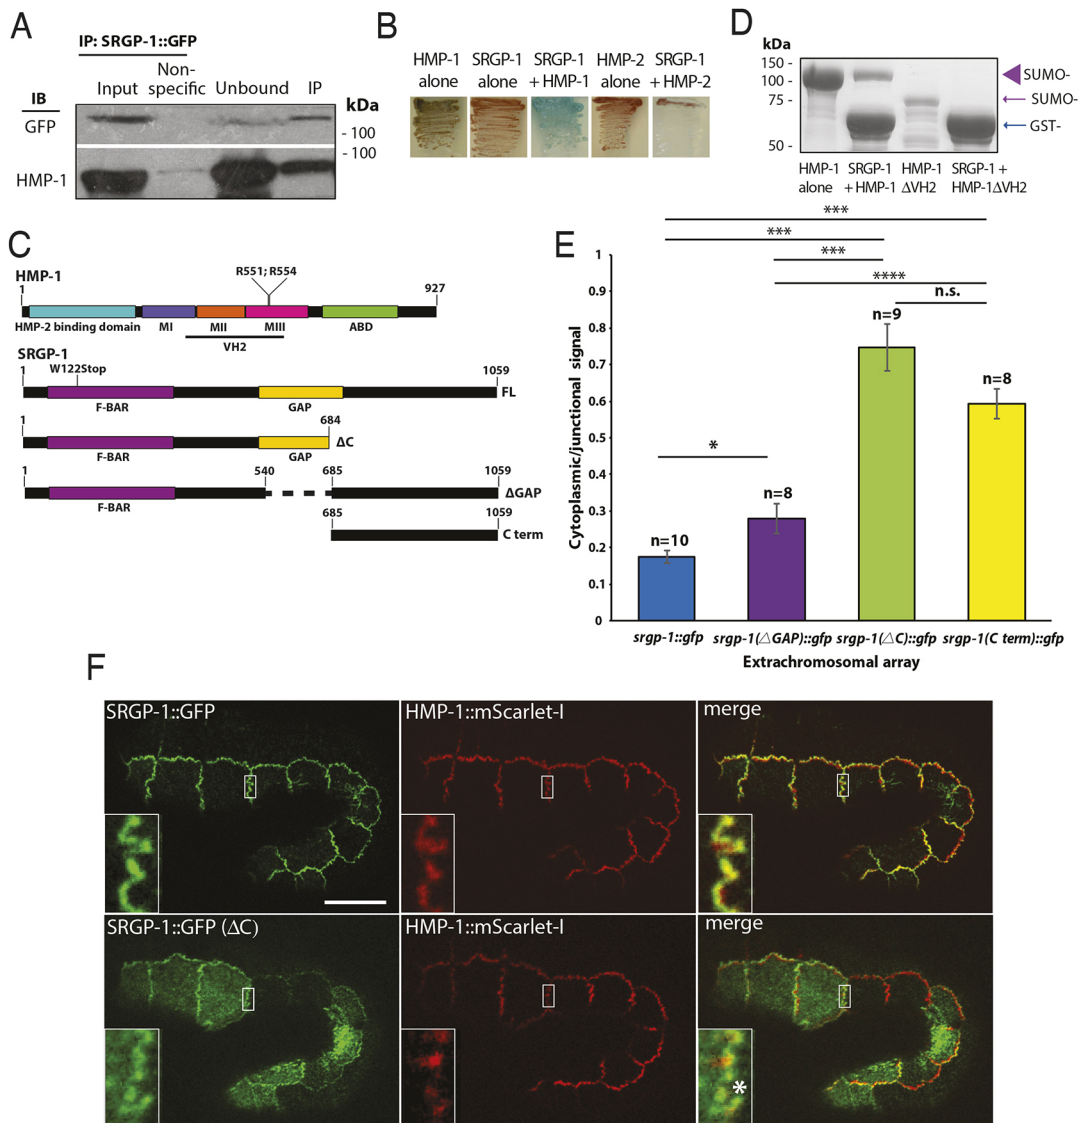 A
IP: SRGP-1::GFP
Input
Non-
specific
Unbound
IP
IB
GFP
HMP-1
kDa
- 100
- 100
B
HMP-1
alone
SRGP-1
alone
SRGP-1
+ HMP-1
HMP-2
alone
SRGP-1
+ HMP-2
D
kDa
150 -
100 -
75 -
50 -
SUMO-
SUMO-
GST-
HMP-1
alone
SRGP-1
+ HMP-1
HMP-1
ΔVH2
SRGP-1 +
HMP-1ΔVH2
C
HMP-1
1
R551; R554
927
HMP-2 binding domain
MI
MII
MIII
ABD
VH2
SRGP-1
1
W122Stop
1059
FL
F-BAR
GAP
1
684
ΔC
F-BAR
GAP
1
540
685
1059
ΔGAP
F-BAR
685
1059
C term
E
***
***
***
****
n.s.
*
n=10
n=8
n=9
n=8
1
0.9
0.8
0.7
0.6
0.5
0.4
0.3
0.2
0.1
0
Cytoplasmic/junctional signal
srgp-1::gfp
srgp-1(△GAP)::gfp
srgp-1(△C)::gfp
srgp-1(C term)::gfp
Extrachromosomal array
F
SRGP-1::GFP
HMP-1::mScarlet-I
merge
SRGP-1::GFP (ΔC)
HMP-1::mScarlet-I
merge
*